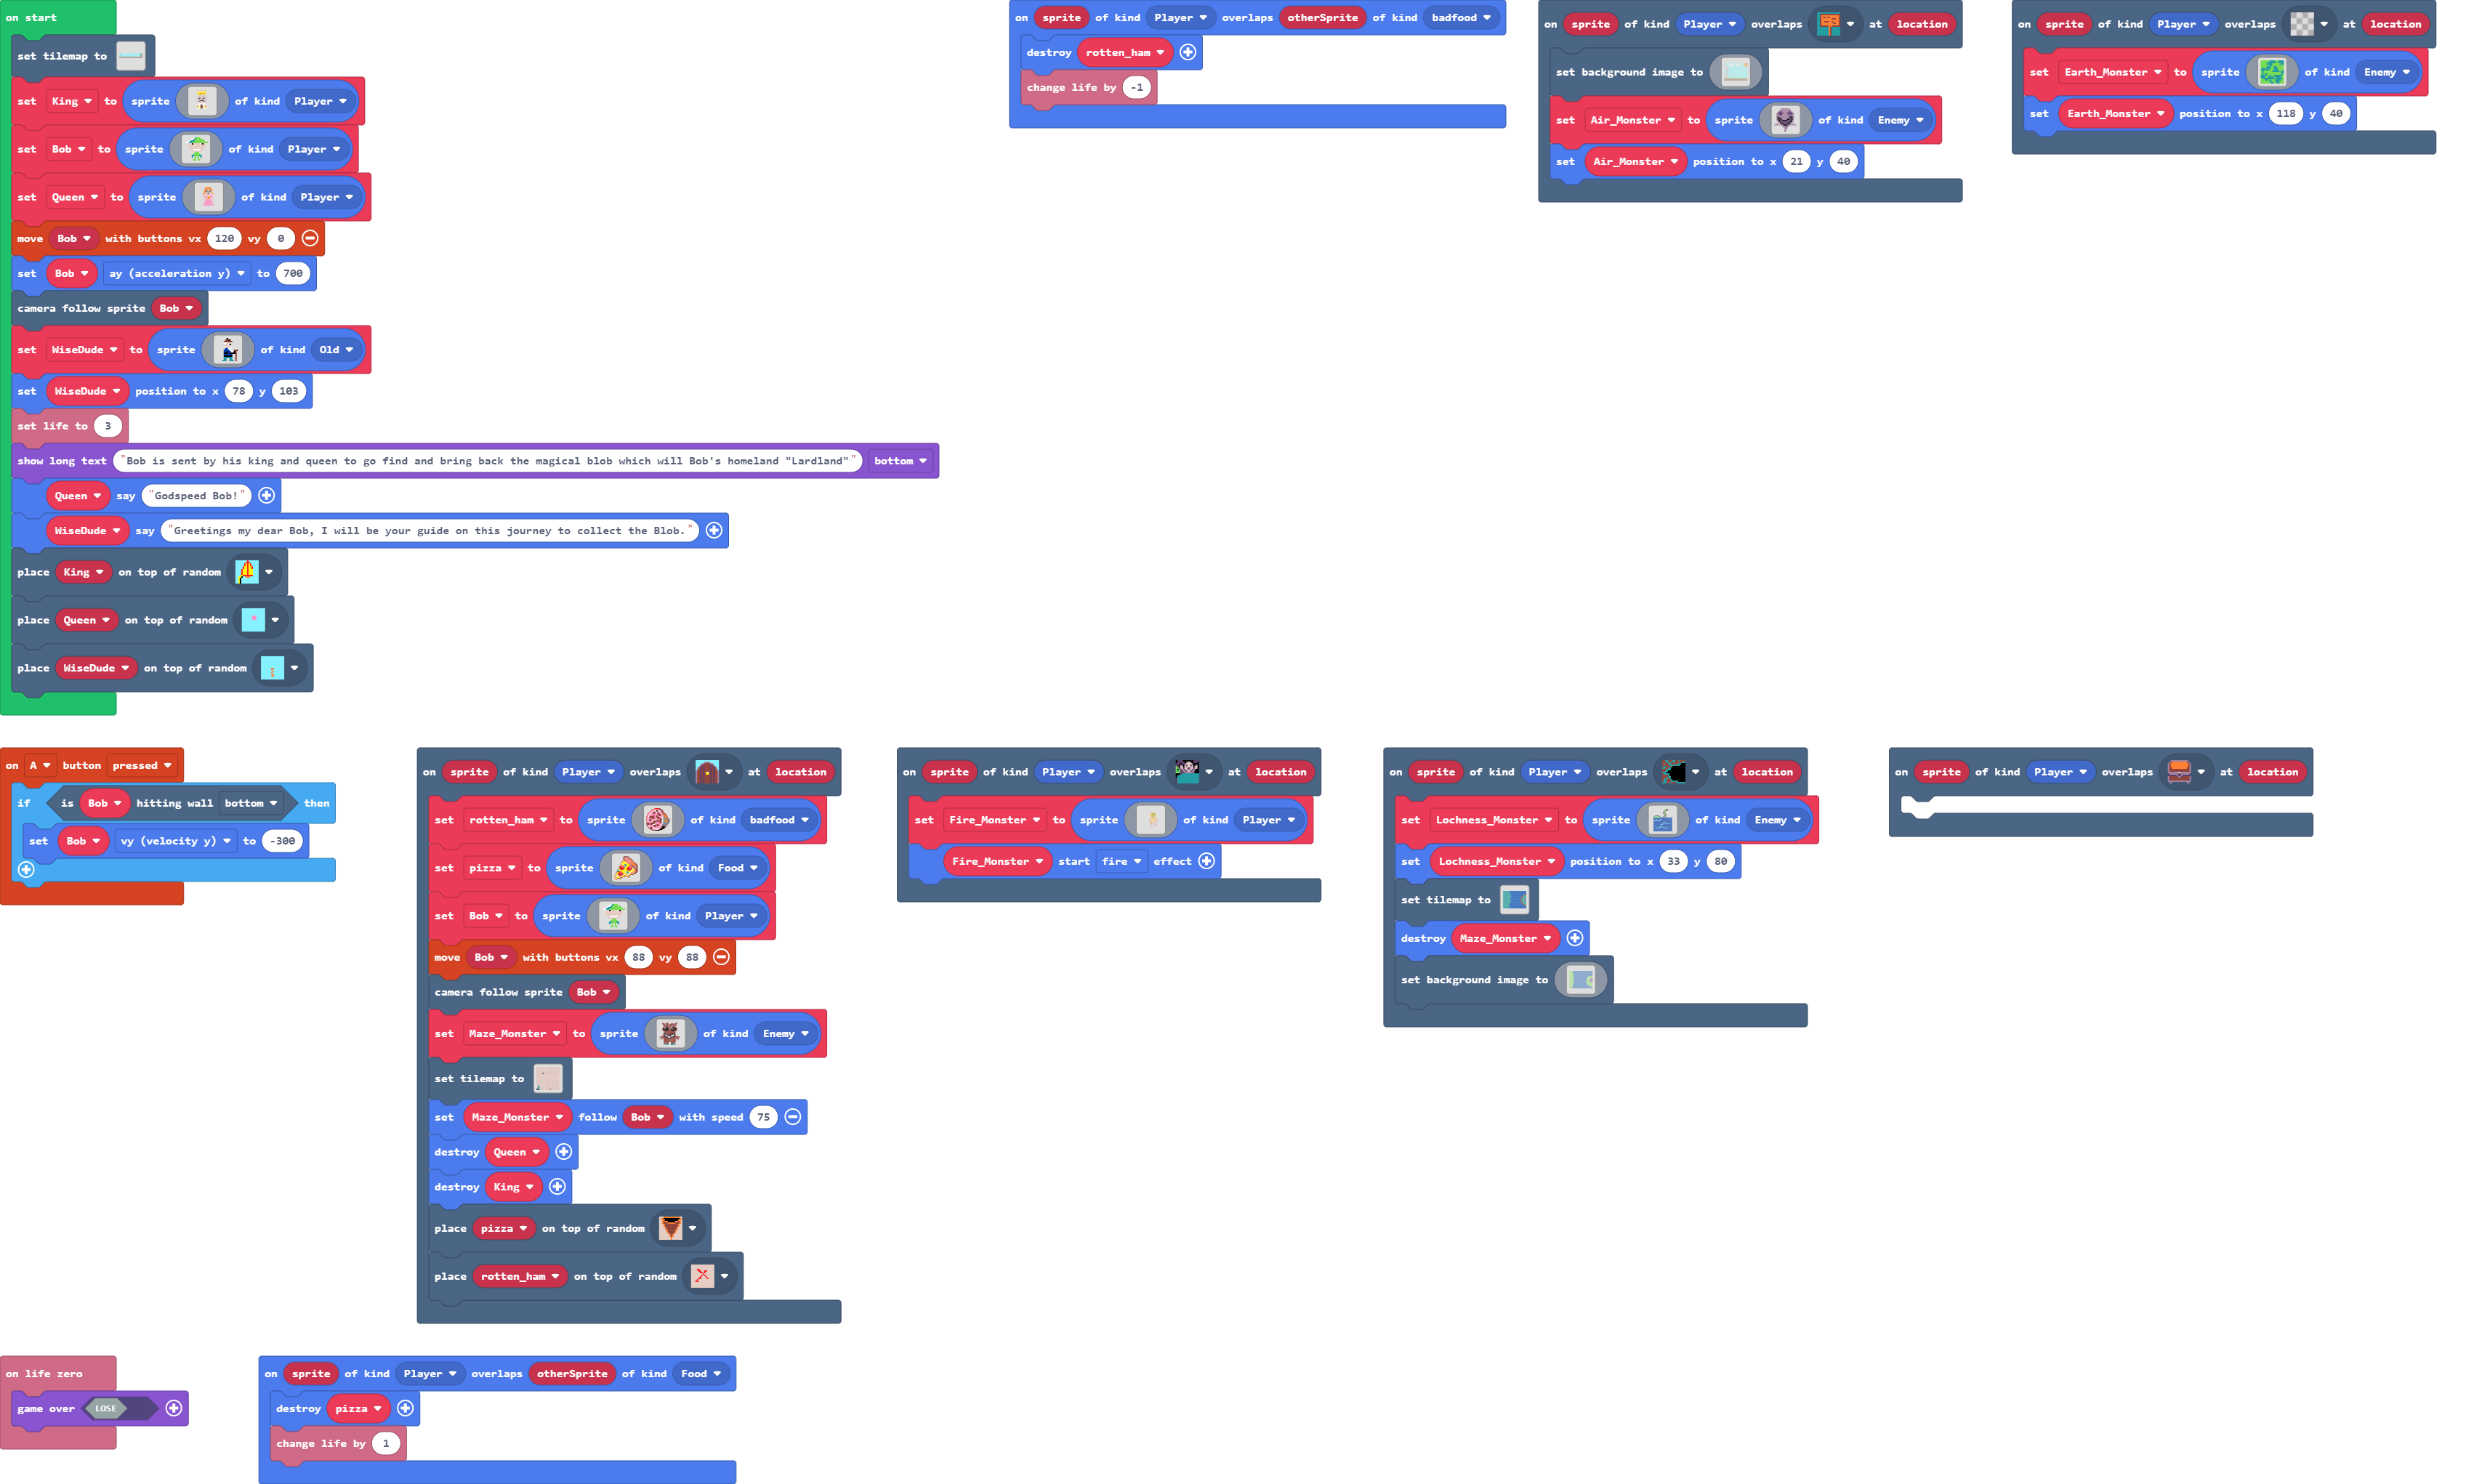 on start
set tilemap to
set King to sprite of kind Player
set Bob to sprite of kind Player
set Queen to sprite of kind Player
move Bob with buttons vx 120 vy 0
set Bob ay (acceleration y) to 700
camera follow sprite Bob
set WiseDude to sprite of kind Old
set WiseDude position to x 78 y 103
set life to 3
show long text "Bob is sent by his king and queen to go find and bring back the magical blob which will Bob's homeland "Lardland"" bottom
Queen say "Godspeed Bob!"
WiseDude say "Greetings my dear Bob, I will be your guide on this journey to collect the Blob."
place King on top of random
place Queen on top of random
place WiseDude on top of random
on sprite of kind Player overlaps otherSprite of kind badfood
destroy rotten_ham
change life by -1
on sprite of kind Player overlaps at location
set background image to
set Air_Monster to sprite of kind Enemy
set Air_Monster position to x 21 y 40
on sprite of kind Player overlaps at location
set Earth_Monster to sprite of kind Enemy
set Earth_Monster position to x 118 y 40
on A button pressed
if is Bob hitting wall bottom then
set Bob vy (velocity y) to -300
on sprite of kind Player overlaps at location
set rotten_ham to sprite of kind badfood
set pizza to sprite of kind Food
set Bob to sprite of kind Player
move Bob with buttons vx 88 vy 88
camera follow sprite Bob
set Maze_Monster to sprite of kind Enemy
set tilemap to
set Maze_Monster follow Bob with speed 75
destroy Queen
destroy King
place pizza on top of random
place rotten_ham on top of random
on sprite of kind Player overlaps at location
set Fire_Monster to sprite of kind Player
Fire_Monster start fire effect
on sprite of kind Player overlaps at location
set Lochness_Monster to sprite of kind Enemy
set Lochness_Monster position to x 33 y 80
set tilemap to
destroy Maze_Monster
set background image to
on sprite of kind Player overlaps at location
on life zero
game over LOSE
on sprite of kind Player overlaps otherSprite of kind Food
destroy pizza
change life by 1